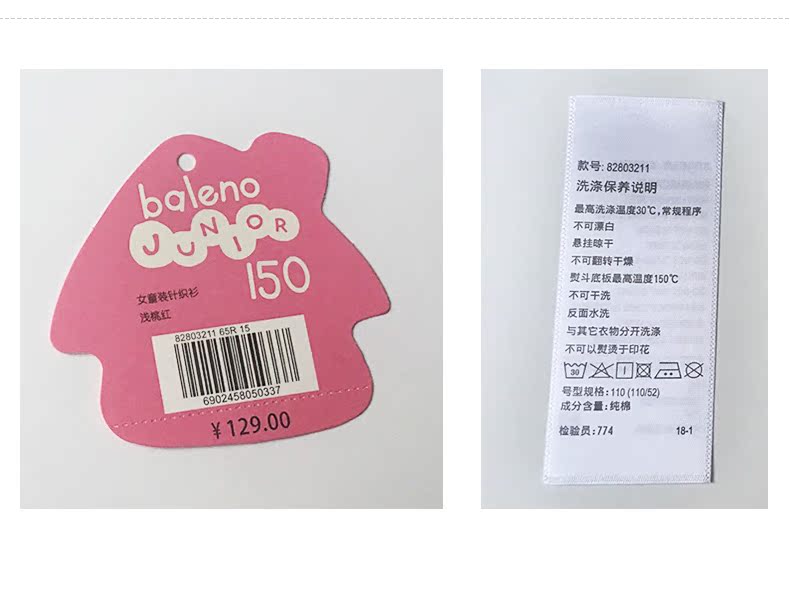 baleno
JUNIOR
150
女童装针织衫
浅桃红
82803211 65R 15
6902458050337
¥129.00
款号: 82803211
洗涤保养说明
最高洗涤温度30℃,常规程序
不可漂白
悬挂晾干
不可翻转干燥
熨斗底板最高温度150℃
不可干洗
反面水洗
与其它衣物分开洗涤
不可以熨烫于印花
30
号型规格:110 (110/52)
成分含量:纯棉
检验员:774 18-1